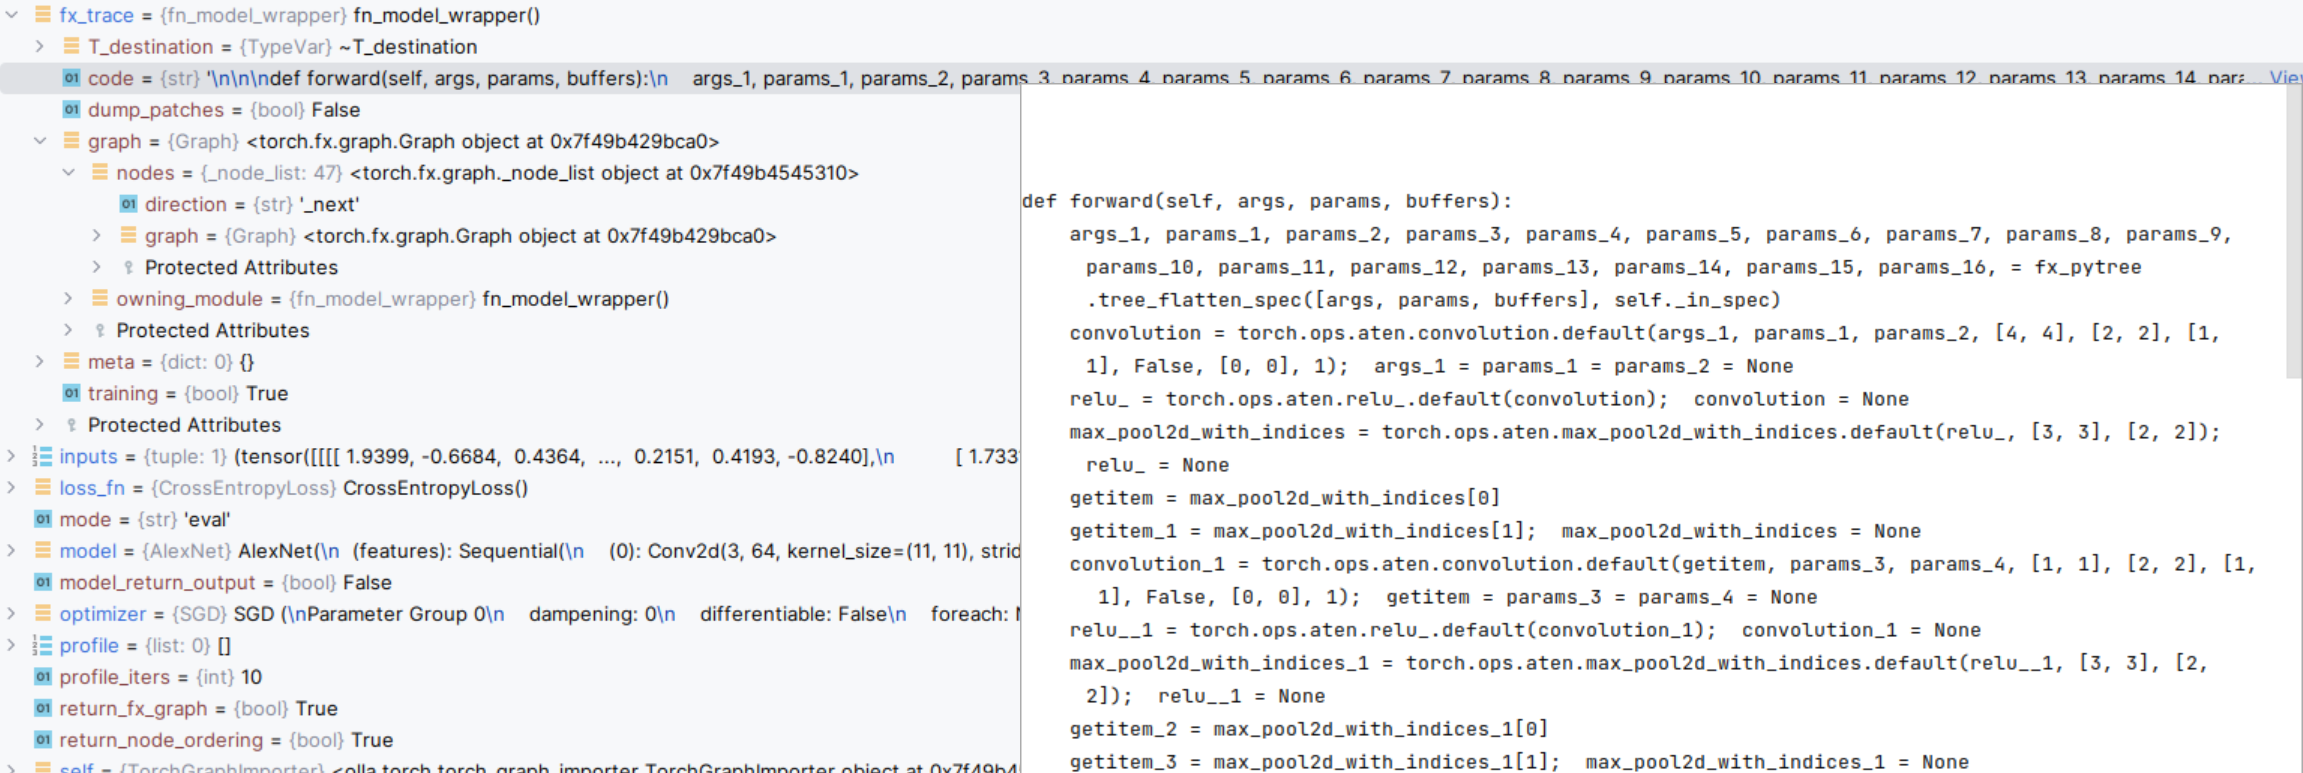 fx_trace = {fn_model_wrapper} fn_model_wrapper()
T_destination = {TypeVar} ~T_destination
code = {str} '\n\n\ndef forward(self, args, params, buffers):\n    args_1, params_1, params_2, params_3, params_4, params_5, params_6, params_7, params_8, params_9, params_10, params_11, params_12, params_13, params_14, para... View
dump_patches = {bool} False
graph = {Graph} <torch.fx.graph.Graph object at 0x7f49b429bca0>
nodes = {_node_list: 47} <torch.fx.graph._node_list object at 0x7f49b4545310>
direction = {str} '_next'
graph = {Graph} <torch.fx.graph.Graph object at 0x7f49b429bca0>
Protected Attributes
owning_module = {fn_model_wrapper} fn_model_wrapper()
Protected Attributes
meta = {dict: 0} {}
training = {bool} True
Protected Attributes
inputs = {tuple: 1} (tensor([[[[ 1.9399, -0.6684,  0.4364,  ...,  0.2151,  0.4193, -0.8240],\n          [ 1.733
loss_fn = {CrossEntropyLoss} CrossEntropyLoss()
mode = {str} 'eval'
model = {AlexNet} AlexNet(\n  (features): Sequential(\n    (0): Conv2d(3, 64, kernel_size=(11, 11), strid
model_return_output = {bool} False
optimizer = {SGD} SGD (\nParameter Group 0\n    dampening: 0\n    differentiable: False\n    foreach:
profile = {list: 0} []
profile_iters = {int} 10
return_fx_graph = {bool} True
return_node_ordering = {bool} True
self = {TorchGraphImporter} <olla.torch.torch_graph_importer.TorchGraphImporter object at 0x7f49b4
def forward(self, args, params, buffers):
args_1, params_1, params_2, params_3, params_4, params_5, params_6, params_7, params_8, params_9,
params_10, params_11, params_12, params_13, params_14, params_15, params_16, = fx_pytree
.tree_flatten_spec([args, params, buffers], self._in_spec)
convolution = torch.ops.aten.convolution.default(args_1, params_1, params_2, [4, 4], [2, 2], [1,
1], False, [0, 0], 1);  args_1 = params_1 = params_2 = None
relu_ = torch.ops.aten.relu_.default(convolution);  convolution = None
max_pool2d_with_indices = torch.ops.aten.max_pool2d_with_indices.default(relu_, [3, 3], [2, 2]);
relu_ = None
getitem = max_pool2d_with_indices[0]
getitem_1 = max_pool2d_with_indices[1];  max_pool2d_with_indices = None
convolution_1 = torch.ops.aten.convolution.default(getitem, params_3, params_4, [1, 1], [2, 2], [1,
1], False, [0, 0], 1);  getitem = params_3 = params_4 = None
relu__1 = torch.ops.aten.relu_.default(convolution_1);  convolution_1 = None
max_pool2d_with_indices_1 = torch.ops.aten.max_pool2d_with_indices.default(relu__1, [3, 3], [2,
2]);  relu__1 = None
getitem_2 = max_pool2d_with_indices_1[0]
getitem_3 = max_pool2d_with_indices_1[1];  max_pool2d_with_indices_1 = None